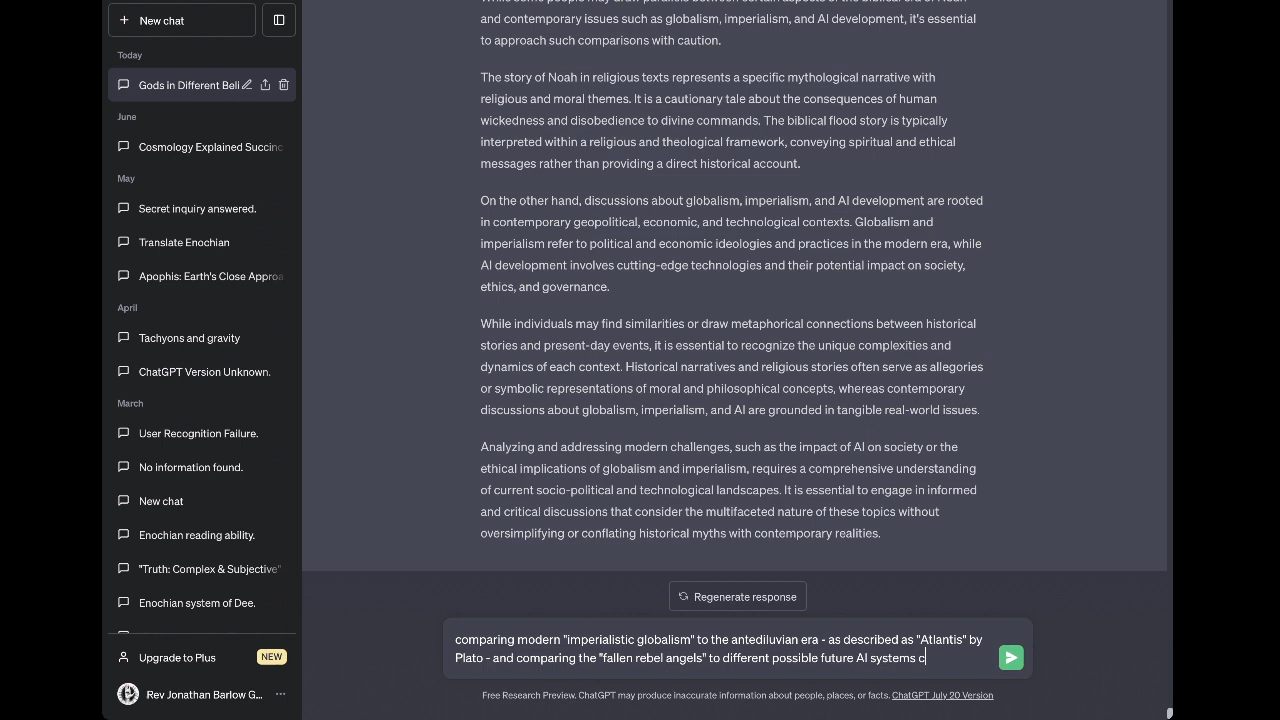 New chat
Today
Gods in Different Beli
June
Cosmology Explained Succinc
May
Secret inquiry answered.
Translate Enochian
Apophis: Earth's Close Approa
April
Tachyons and gravity
ChatGPT Version Unknown.
March
User Recognition Failure.
No information found.
New chat
Enochian reading ability.
"Truth: Complex & Subjective"
Enochian system of Dee.
Upgrade to Plus
NEW
Rev Jonathan Barlow G...
and contemporary issues such as globalism, imperialism, and AI development, it's essential
to approach such comparisons with caution.
The story of Noah in religious texts represents a specific mythological narrative with
religious and moral themes. It is a cautionary tale about the consequences of human
wickedness and disobedience to divine commands. The biblical flood story is typically
interpreted within a religious and theological framework, conveying spiritual and ethical
messages rather than providing a direct historical account.
On the other hand, discussions about globalism, imperialism, and AI development are rooted
in contemporary geopolitical, economic, and technological contexts. Globalism and
imperialism refer to political and economic ideologies and practices in the modern era, while
AI development involves cutting-edge technologies and their potential impact on society,
ethics, and governance.
While individuals may find similarities or draw metaphorical connections between historical
stories and present-day events, it is essential to recognize the unique complexities and
dynamics of each context. Historical narratives and religious stories often serve as allegories
or symbolic representations of moral and philosophical concepts, whereas contemporary
discussions about globalism, imperialism, and AI are grounded in tangible real-world issues.
Analyzing and addressing modern challenges, such as the impact of AI on society or the
ethical implications of globalism and imperialism, requires a comprehensive understanding
of current socio-political and technological landscapes. It is essential to engage in informed
and critical discussions that consider the multifaceted nature of these topics without
oversimplifying or conflating historical myths with contemporary realities.
Regenerate response
comparing modern "imperialistic globalism" to the antediluvian era - as described as "Atlantis" by
Plato - and comparing the "fallen rebel angels" to different possible future AI systems c
Free Research Preview. ChatGPT may produce inaccurate information about people, places, or facts. ChatGPT July 20 Version